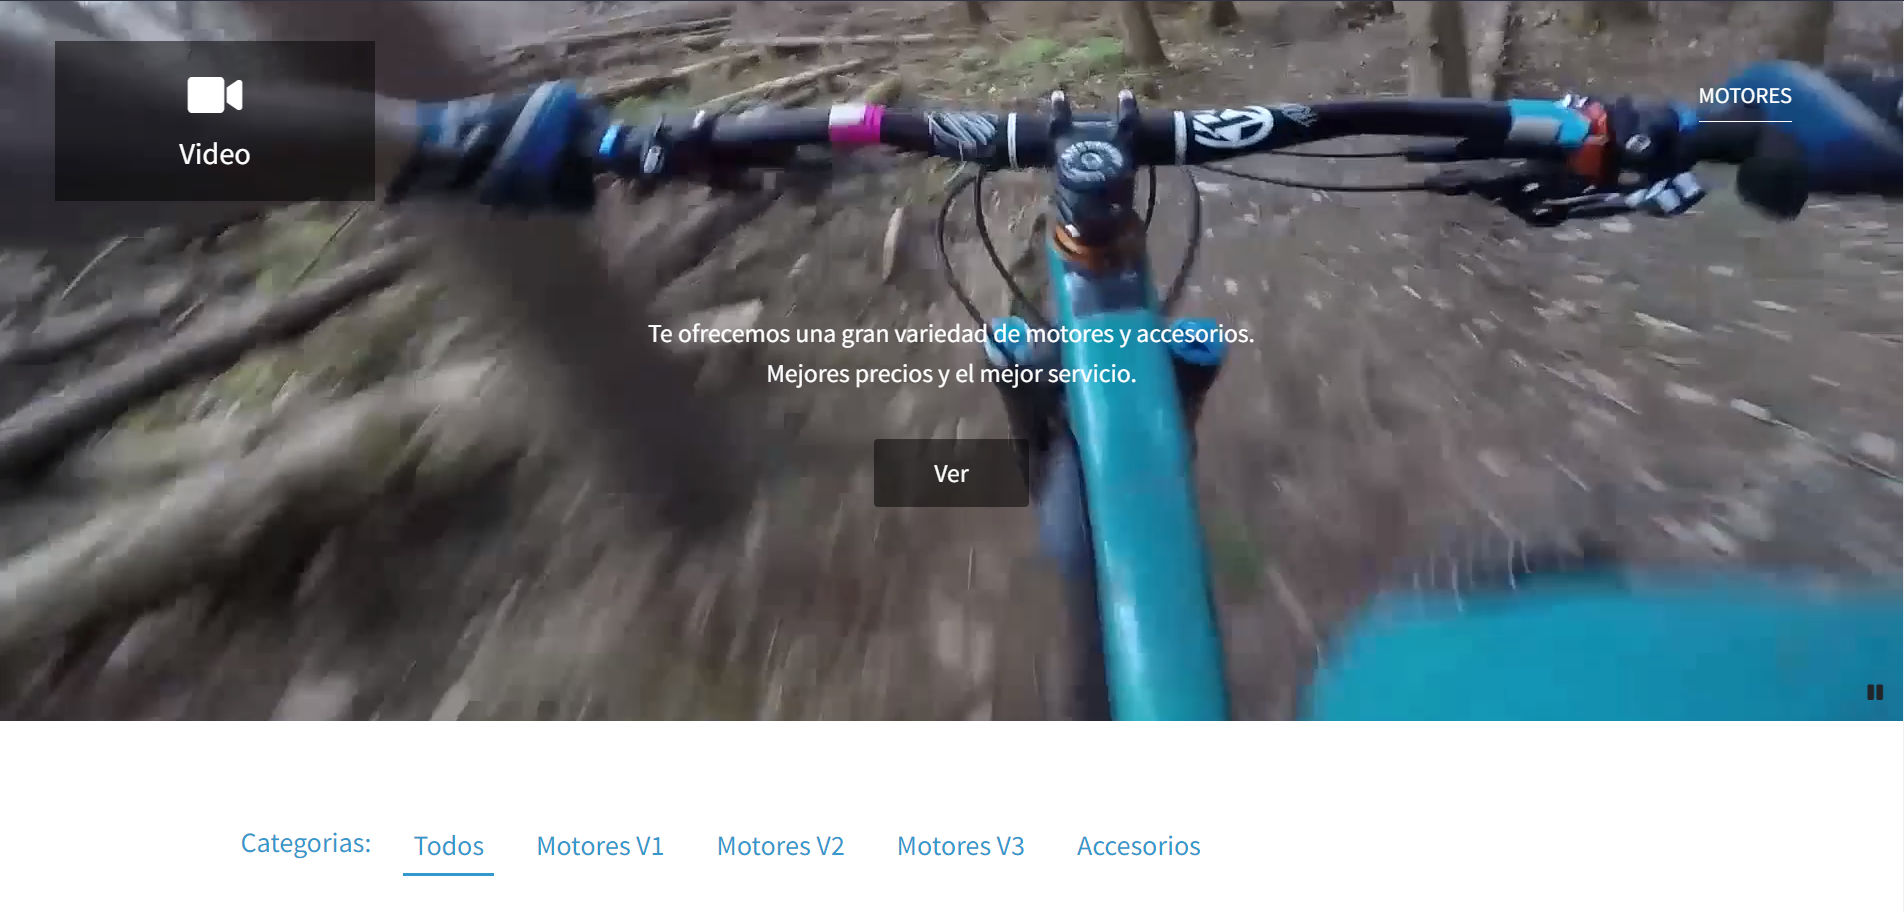 Video
MOTORES
Te ofrecemos una gran variedad de motores y accesorios.
Mejores precios y el mejor servicio.
Ver
Categorias:
Todos
Motores V1
Motores V2
Motores V3
Accesorios